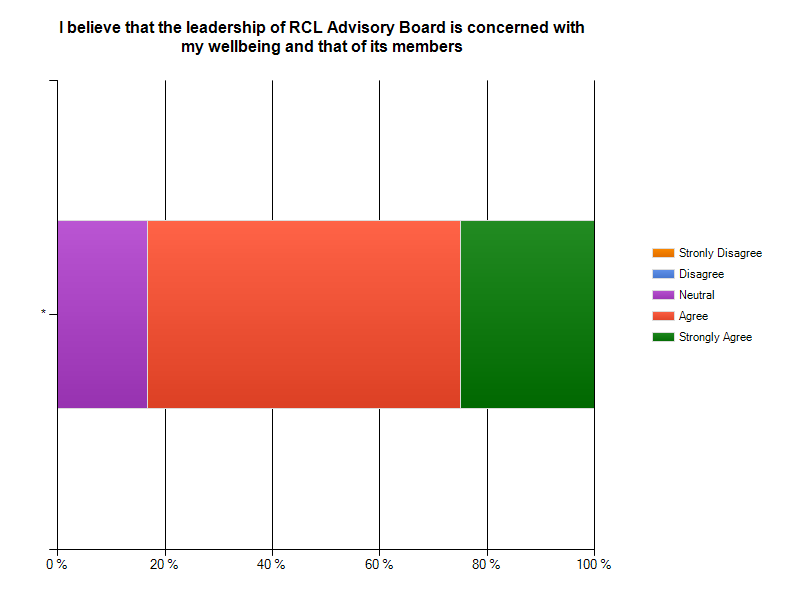 I believe that the leadership of RCL Advisory Board is concerned with
my wellbeing and that of its members
*
0 %
20 %
40 %
60 %
80 %
100 %
Stronly Disagree
Disagree
Neutral
Agree
Strongly Agree